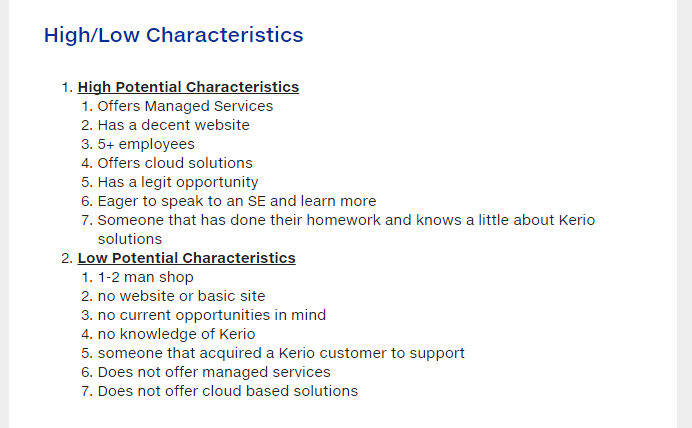 High/Low Characteristics
1. High Potential Characteristics
1. Offers Managed Services
2. Has a decent website
3. 5+ employees
4. Offers cloud solutions
5. Has a legit opportunity
6. Eager to speak to an SE and learn more
7. Someone that has done their homework and knows a little about Kerio
solutions
2. Low Potential Characteristics
1. 1-2 man shop
2. no website or basic site
3. no current opportunities in mind
4. no knowledge of Kerio
5. someone that acquired a Kerio customer to support
6. Does not offer managed services
7. Does not offer cloud based solutions